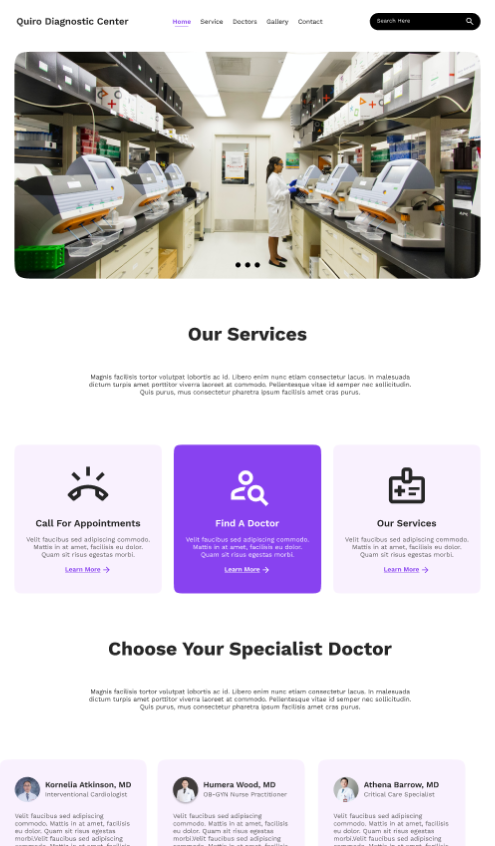 Quiro Diagnostic Center
Home Service Doctors Gallery Contact
Search Here
Our Services
Magnis facilisis tortor volutpat lobortis ac id. Libero enim nunc etiam consectetur lacus. In malesuada
dictum turpis amet porttitor viverra laoreet at commodo. Pellentesque vitae id semper nec sollicitudin.
Quis purus, mus consectetur pharetra ipsum facilisis amet cras purus.
Call For Appointments
Velit faucibus sed adipiscing commodo.
Mattis in at amet, facilisis eu dolor.
Quam sit risus egestas morbi.
Learn More
Find A Doctor
Velit faucibus sed adipiscing commodo.
Mattis in at amet, facilisis eu dolor.
Quam sit risus egestas morbi.
Learn More
Our Services
Velit faucibus sed adipiscing commodo.
Mattis in at amet, facilisis eu dolor.
Quam sit risus egestas morbi.
Learn More
Choose Your Specialist Doctor
Magnis facilisis tortor volutpat lobortis ac id. Libero enim nunc etiam consectetur lacus. In malesuada
dictum turpis amet porttitor viverra laoreet at commodo. Pellentesque vitae id semper nec sollicitudin.
Quis purus, mus consectetur pharetra ipsum facilisis amet cras purus.
Kornelia Atkinson, MD
Interventional Cardiologist
Velit faucibus sed adipiscing
commodo. Mattis in at amet, facilisis
eu dolor. Quam sit risus egestas
morbi.Velit faucibus sed adipiscing
commodo. Mattis in at amet, facilisis
Humera Wood, MD
OB-GYN Nurse Practitioner
Velit faucibus sed adipiscing
commodo. Mattis in at amet, facilisis
eu dolor. Quam sit risus egestas
morbi.Velit faucibus sed adipiscing
commodo. Mattis in at amet, facilisis
Athena Barrow, MD
Critical Care Specialist
Velit faucibus sed adipiscing
commodo. Mattis in at amet, facilisis
eu dolor. Quam sit risus egestas
morbi.Velit faucibus sed adipiscing
commodo. Mattis in at amet, facilisis